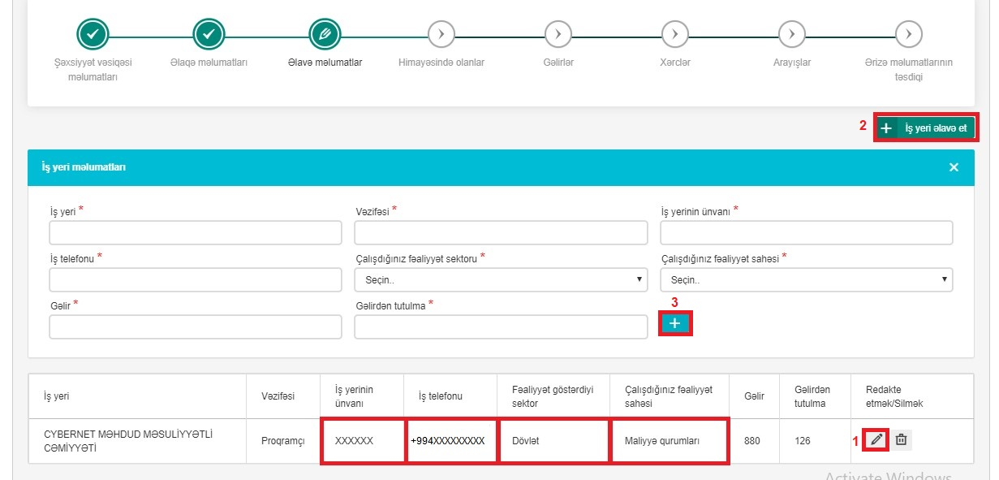 Şəxsiyyət vəsiqəsi məlumatları
Əlaqə məlumatları
Əlavə məlumatlar
Himayəsində olanlar
Gəlirlər
Xərclər
Arayışlar
Ərizə məlumatlarının təsdiqi
2
+ İş yeri əlavə et
İş yeri məlumatları
İş yeri *
Vəzifəsi *
İş yerinin ünvanı *
İş telefonu *
Çalışdığınız fəaliyyət sektoru *
Çalışdığınız fəaliyyət sahəsi *
Seçin..
Seçin..
Gəlir *
Gəlirdən tutulma *
3
+
İş yeri
Vəzifəsi
İş yerinin ünvanı
İş telefonu
Fəaliyyət göstərdiyi sektor
Çalışdığınız fəaliyyət sahəsi
Gəlir
Gəlirdən tutulma
Redakte etmək/Silmək
CYBERNET MƏHDUD MƏSULİYYƏTLİ CƏMİYYƏTİ
Proqramçı
XXXXXX
+994XXXXXXXXX
Dövlət
Maliyyə qurumları
880
126
1
Activate Windows